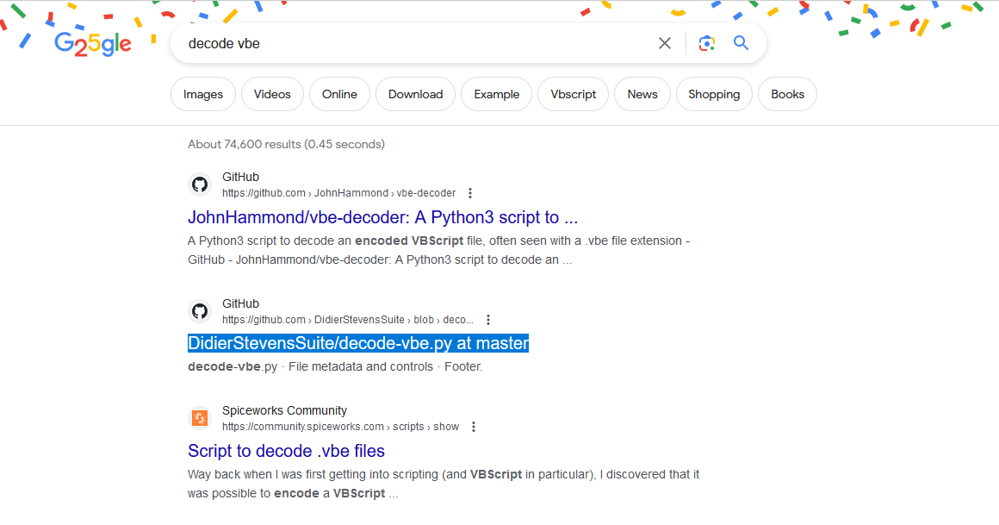 G25gle
decode vbe
Images Videos Online Download Example Vbscript News Shopping Books
About 74,600 results (0.45 seconds)
GitHub
https://github.com › JohnHammond › vbe-decoder
JohnHammond/vbe-decoder: A Python3 script to ...
A Python3 script to decode an encoded VBScript file, often seen with a .vbe file extension -
GitHub - JohnHammond/vbe-decoder: A Python3 script to decode an ...
GitHub
https://github.com › DidierStevensSuite › blob › deco...
DidierStevensSuite/decode-vbe.py at master
decode-vbe.py · File metadata and controls · Footer.
Spiceworks Community
https://community.spiceworks.com › scripts › show
Script to decode .vbe files
Way back when I was first getting into scripting (and VBScript in particular), I discovered that it
was possible to encode a VBScript ...